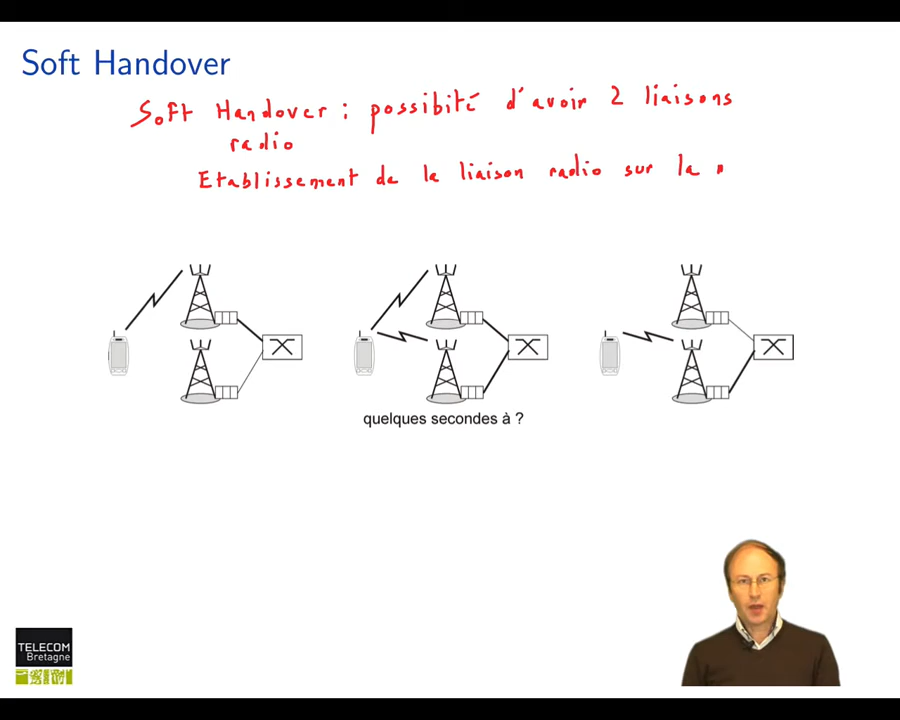 Soft Handover
Soft Handover : possibité d'avoir 2 liaisons
radio
Etablissement de la liaison radio sur la
quelques secondes à ?
TELECOM
Bretagne